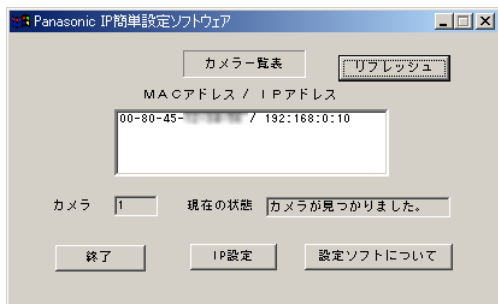 Panasonic IP簡単設定ソフトウェア
カメラ一覧表
リフレッシュ
MACアドレス / IPアドレス
00-80-45- / 192:168:0:10
カメラ 1 現在の状態 カメラが見つかりました。
終了 IP設定 設定ソフトについて